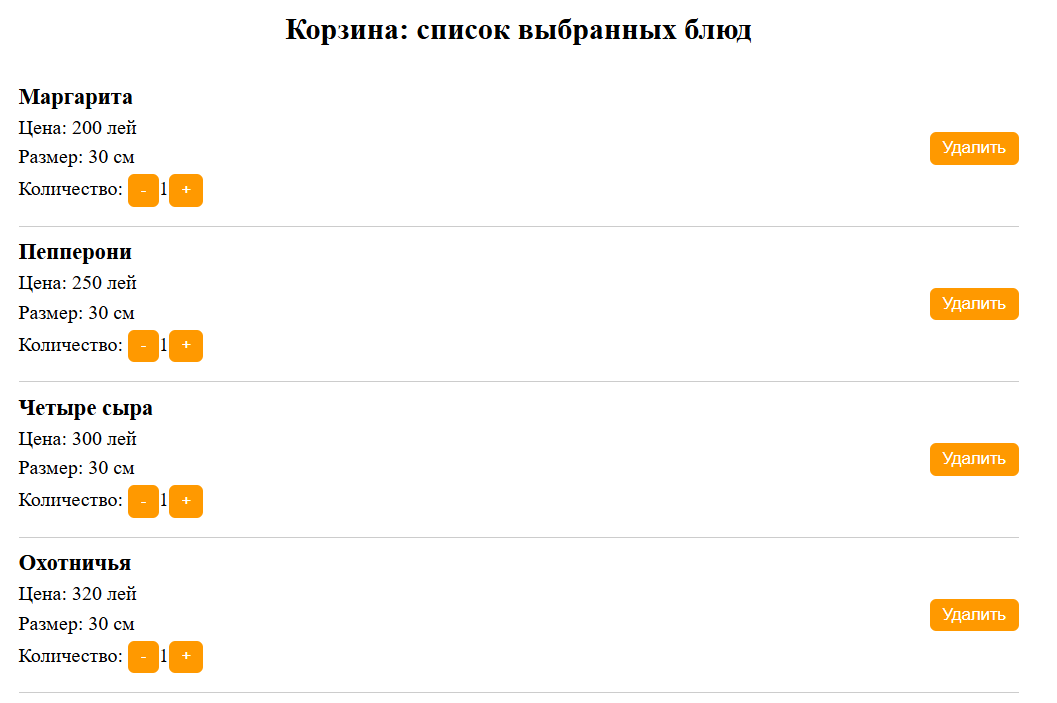 Корзина: список выбранных блюд
Маргарита
Цена: 200 лей
Размер: 30 см
Количество: - 1 +
Удалить
Пепперони
Цена: 250 лей
Размер: 30 см
Количество: - 1 +
Удалить
Четыре сыра
Цена: 300 лей
Размер: 30 см
Количество: - 1 +
Удалить
Охотничья
Цена: 320 лей
Размер: 30 см
Количество: - 1 +
Удалить